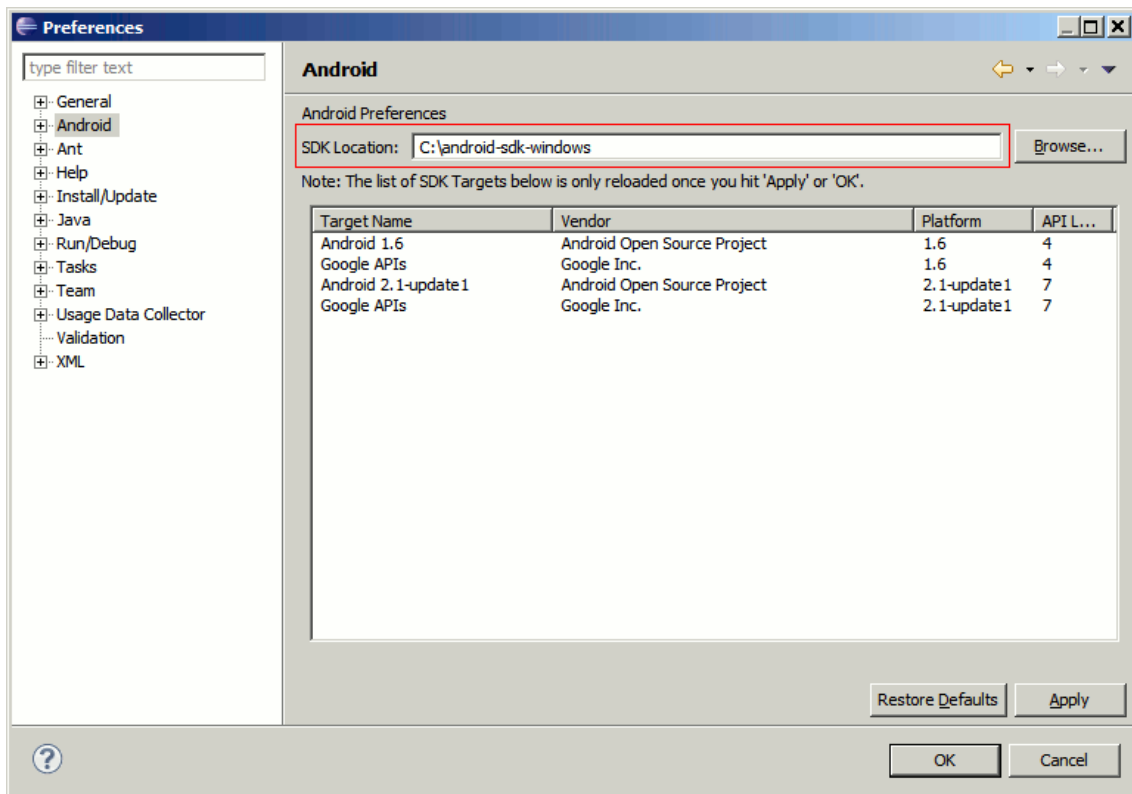 Preferences
type filter text
General
Android
Ant
Help
Install/Update
Java
Run/Debug
Tasks
Team
Usage Data Collector
Validation
XML
Android
Android Preferences
SDK Location: C:\android-sdk-windows Browse...
Note: The list of SDK Targets below is only reloaded once you hit 'Apply' or 'OK'.
Target Name Vendor Platform API L...
Android 1.6 Android Open Source Project 1.6 4
Google APIs Google Inc. 1.6 4
Android 2.1-update1 Android Open Source Project 2.1-update1 7
Google APIs Google Inc. 2.1-update1 7
Restore Defaults Apply
? OK Cancel